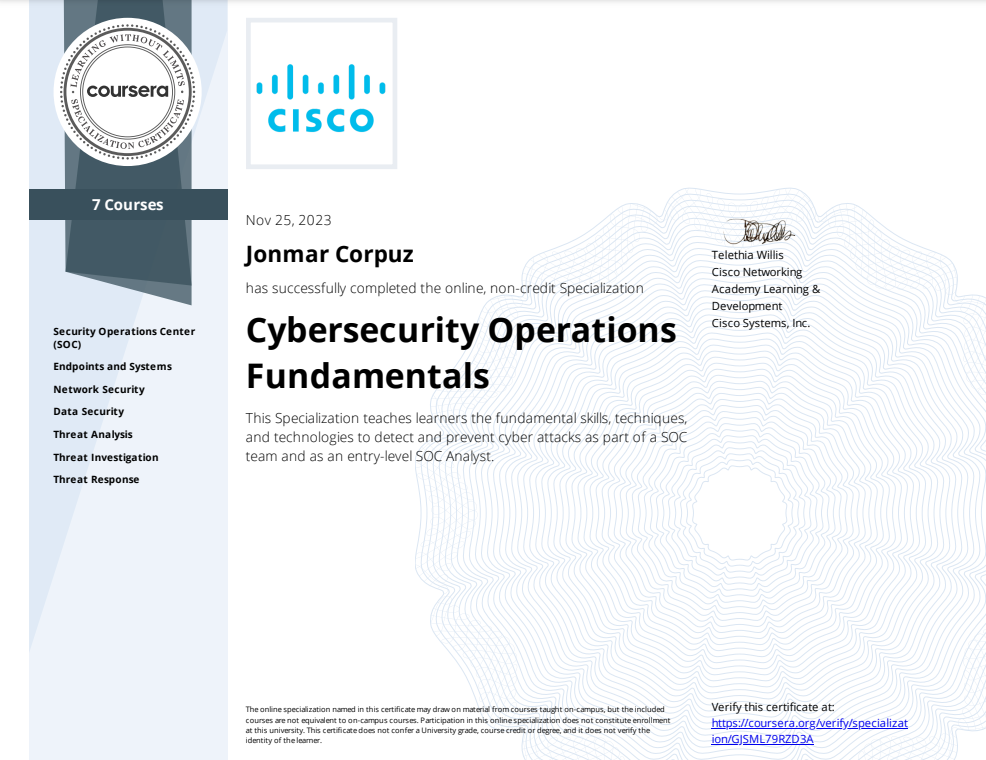 LEARNING WITHOUT LIMITS
coursera
SPECIALIZATION CERTIFICATE
7 Courses
Security Operations Center
(SOC)
Endpoints and Systems
Network Security
Data Security
Threat Analysis
Threat Investigation
Threat Response
CISCO
Nov 25, 2023
Jonmar Corpuz
has successfully completed the online, non-credit Specialization
Cybersecurity Operations
Fundamentals
This Specialization teaches learners the fundamental skills, techniques,
and technologies to detect and prevent cyber attacks as part of a SOC
team and as an entry-level SOC Analyst.
Telethia Willis
Cisco Networking
Academy Learning &
Development
Cisco Systems, Inc.
The online specialization named in this certificate may draw on material from courses taught on-campus, but the included
courses are not equivalent to on-campus courses. Participation in this online specialization does not constitute enrollment
at this university. This certificate does not confer a University grade, course credit or degree, and it does not verify the
identity of the learner.
Verify this certificate at:
https://coursera.org/verify/specializat
ion/GJSML79RZD3A